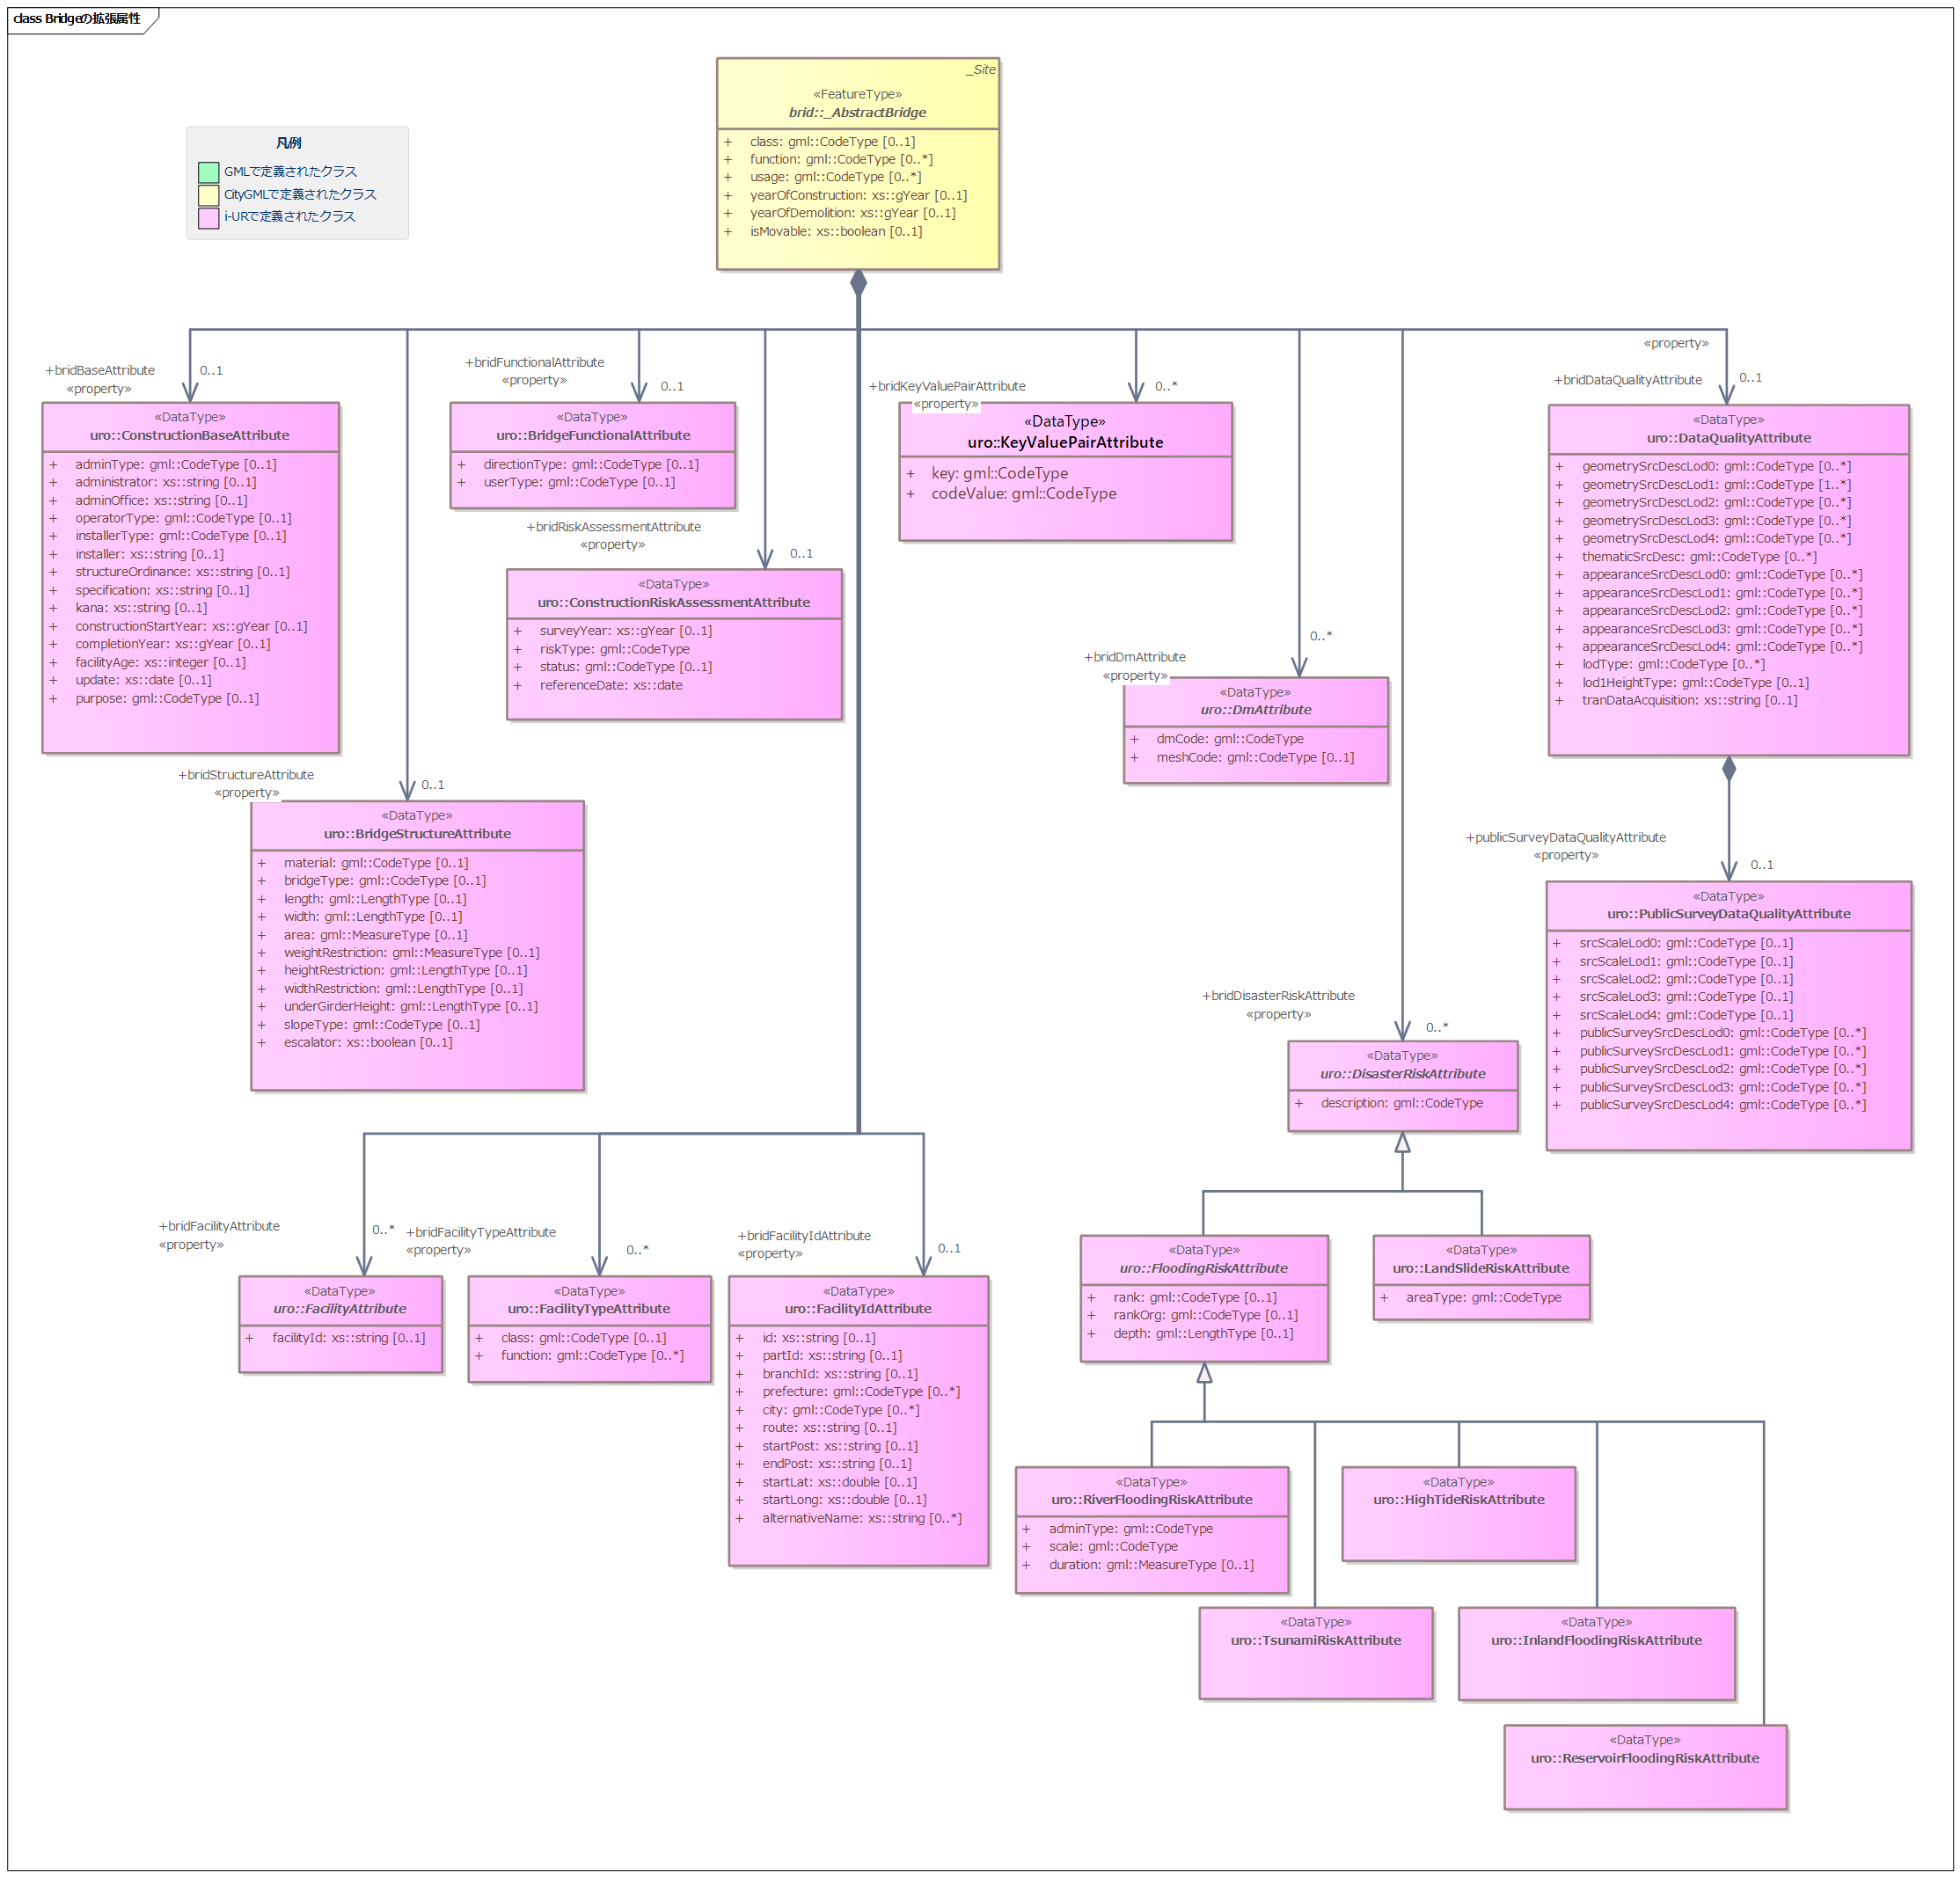 class Bridgeの拡張属性
凡例
GMLで定義されたクラス
CityGMLで定義されたクラス
i-URで定義されたクラス
_Site
«FeatureType»
brid::_AbstractBridge
+ class: gml::CodeType [0..1]
+ function: gml::CodeType [0..*]
+ usage: gml::CodeType [0..*]
+ yearOfConstruction: xs::gYear [0..1]
+ yearOfDemolition: xs::gYear [0..1]
+ isMovable: xs::boolean [0..1]
+bridBaseAttribute
«property»
0..1
«DataType»
uro::ConstructionBaseAttribute
+ adminType: gml::CodeType [0..1]
+ administrator: xs::string [0..1]
+ adminOffice: xs::string [0..1]
+ operatorType: gml::CodeType [0..1]
+ installerType: gml::CodeType [0..1]
+ installer: xs::string [0..1]
+ structureOrdinance: xs::string [0..1]
+ specification: xs::string [0..1]
+ kana: xs::string [0..1]
+ constructionStartYear: xs::gYear [0..1]
+ completionYear: xs::gYear [0..1]
+ facilityAge: xs::integer [0..1]
+ update: xs::date [0..1]
+ purpose: gml::CodeType [0..1]
+bridFunctionalAttribute
«property»
0..1
«DataType»
uro::BridgeFunctionalAttribute
+ directionType: gml::CodeType [0..1]
+ userType: gml::CodeType [0..1]
+bridRiskAssessmentAttribute
«property»
0..1
«DataType»
uro::ConstructionRiskAssessmentAttribute
+ surveyYear: xs::gYear [0..1]
+ riskType: gml::CodeType
+ status: gml::CodeType [0..1]
+ referenceDate: xs::date
+bridKeyValuePairAttribute
«property»
0..*
«DataType»
uro::KeyValuePairAttribute
+ key: gml::CodeType
+ codeValue: gml::CodeType
+bridDmAttribute
«property»
0..*
«DataType»
uro::DmAttribute
+ dmCode: gml::CodeType
+ meshCode: gml::CodeType [0..1]
«property»
+bridDataQualityAttribute
0..1
«DataType»
uro::DataQualityAttribute
+ geometrySrcDescLod0: gml::CodeType [0..*]
+ geometrySrcDescLod1: gml::CodeType [1..*]
+ geometrySrcDescLod2: gml::CodeType [0..*]
+ geometrySrcDescLod3: gml::CodeType [0..*]
+ geometrySrcDescLod4: gml::CodeType [0..*]
+ thematicSrcDesc: gml::CodeType [0..*]
+ appearanceSrcDescLod0: gml::CodeType [0..*]
+ appearanceSrcDescLod1: gml::CodeType [0..*]
+ appearanceSrcDescLod2: gml::CodeType [0..*]
+ appearanceSrcDescLod3: gml::CodeType [0..*]
+ appearanceSrcDescLod4: gml::CodeType [0..*]
+ lodType: gml::CodeType [0..*]
+ lod1HeightType: gml::CodeType [0..1]
+ tranDataAcquisition: xs::string [0..1]
+bridStructureAttribute
«property»
0..1
«DataType»
uro::BridgeStructureAttribute
+ material: gml::CodeType [0..1]
+ bridgeType: gml::CodeType [0..1]
+ length: gml::LengthType [0..1]
+ width: gml::LengthType [0..1]
+ area: gml::MeasureType [0..1]
+ weightRestriction: gml::MeasureType [0..1]
+ heightRestriction: gml::LengthType [0..1]
+ widthRestriction: gml::LengthType [0..1]
+ underGirderHeight: gml::LengthType [0..1]
+ slopeType: gml::CodeType [0..1]
+ escalator: xs::boolean [0..1]
+publicSurveyDataQualityAttribute
«property»
0..1
«DataType»
uro::PublicSurveyDataQualityAttribute
+ srcScaleLod0: gml::CodeType [0..1]
+ srcScaleLod1: gml::CodeType [0..1]
+ srcScaleLod2: gml::CodeType [0..1]
+ srcScaleLod3: gml::CodeType [0..1]
+ srcScaleLod4: gml::CodeType [0..1]
+ publicSurveySrcDescLod0: gml::CodeType [0..*]
+ publicSurveySrcDescLod1: gml::CodeType [0..*]
+ publicSurveySrcDescLod2: gml::CodeType [0..*]
+ publicSurveySrcDescLod3: gml::CodeType [0..*]
+ publicSurveySrcDescLod4: gml::CodeType [0..*]
+bridDisasterRiskAttribute
«property»
0..*
«DataType»
uro::DisasterRiskAttribute
+ description: gml::CodeType
+bridFacilityAttribute
«property»
0..*
«DataType»
uro::FacilityAttribute
+ facilityId: xs::string [0..1]
+bridFacilityTypeAttribute
«property»
0..*
«DataType»
uro::FacilityTypeAttribute
+ class: gml::CodeType [0..1]
+ function: gml::CodeType [0..*]
+bridFacilityIdAttribute
«property»
0..1
«DataType»
uro::FacilityIdAttribute
+ id: xs::string [0..1]
+ partId: xs::string [0..1]
+ branchId: xs::string [0..1]
+ prefecture: gml::CodeType [0..*]
+ city: gml::CodeType [0..*]
+ route: xs::string [0..1]
+ startPost: xs::string [0..1]
+ endPost: xs::string [0..1]
+ startLat: xs::double [0..1]
+ startLong: xs::double [0..1]
+ alternativeName: xs::string [0..*]
«DataType»
uro::FloodingRiskAttribute
+ rank: gml::CodeType [0..1]
+ rankOrg: gml::CodeType [0..1]
+ depth: gml::LengthType [0..1]
«DataType»
uro::LandSlideRiskAttribute
+ areaType: gml::CodeType
«DataType»
uro::RiverFloodingRiskAttribute
+ adminType: gml::CodeType
+ scale: gml::CodeType
+ duration: gml::MeasureType [0..1]
«DataType»
uro::HighTideRiskAttribute
«DataType»
uro::TsunamiRiskAttribute
«DataType»
uro::InlandFloodingRiskAttribute
«DataType»
uro::ReservoirFloodingRiskAttribute